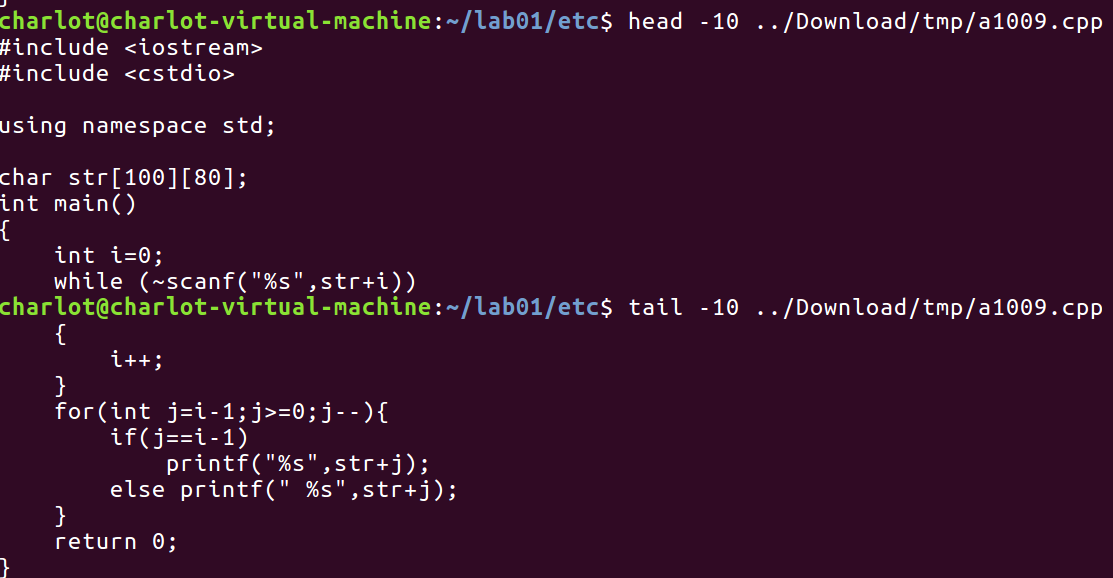 charlot@charlot-virtual-machine:~/lab01/etc$ head -10 ../Download/tmp/a1009.cpp
#include <iostream>
#include <cstdio>

using namespace std;

char str[100][80];
int main()
{
    int i=0;
    while (~scanf("%s",str+i))
charlot@charlot-virtual-machine:~/lab01/etc$ tail -10 ../Download/tmp/a1009.cpp
    {
        i++;
    }
    for(int j=i-1;j>=0;j--){
        if(j==i-1)
            printf("%s",str+j);
        else printf(" %s",str+j);
    }
    return 0;
}